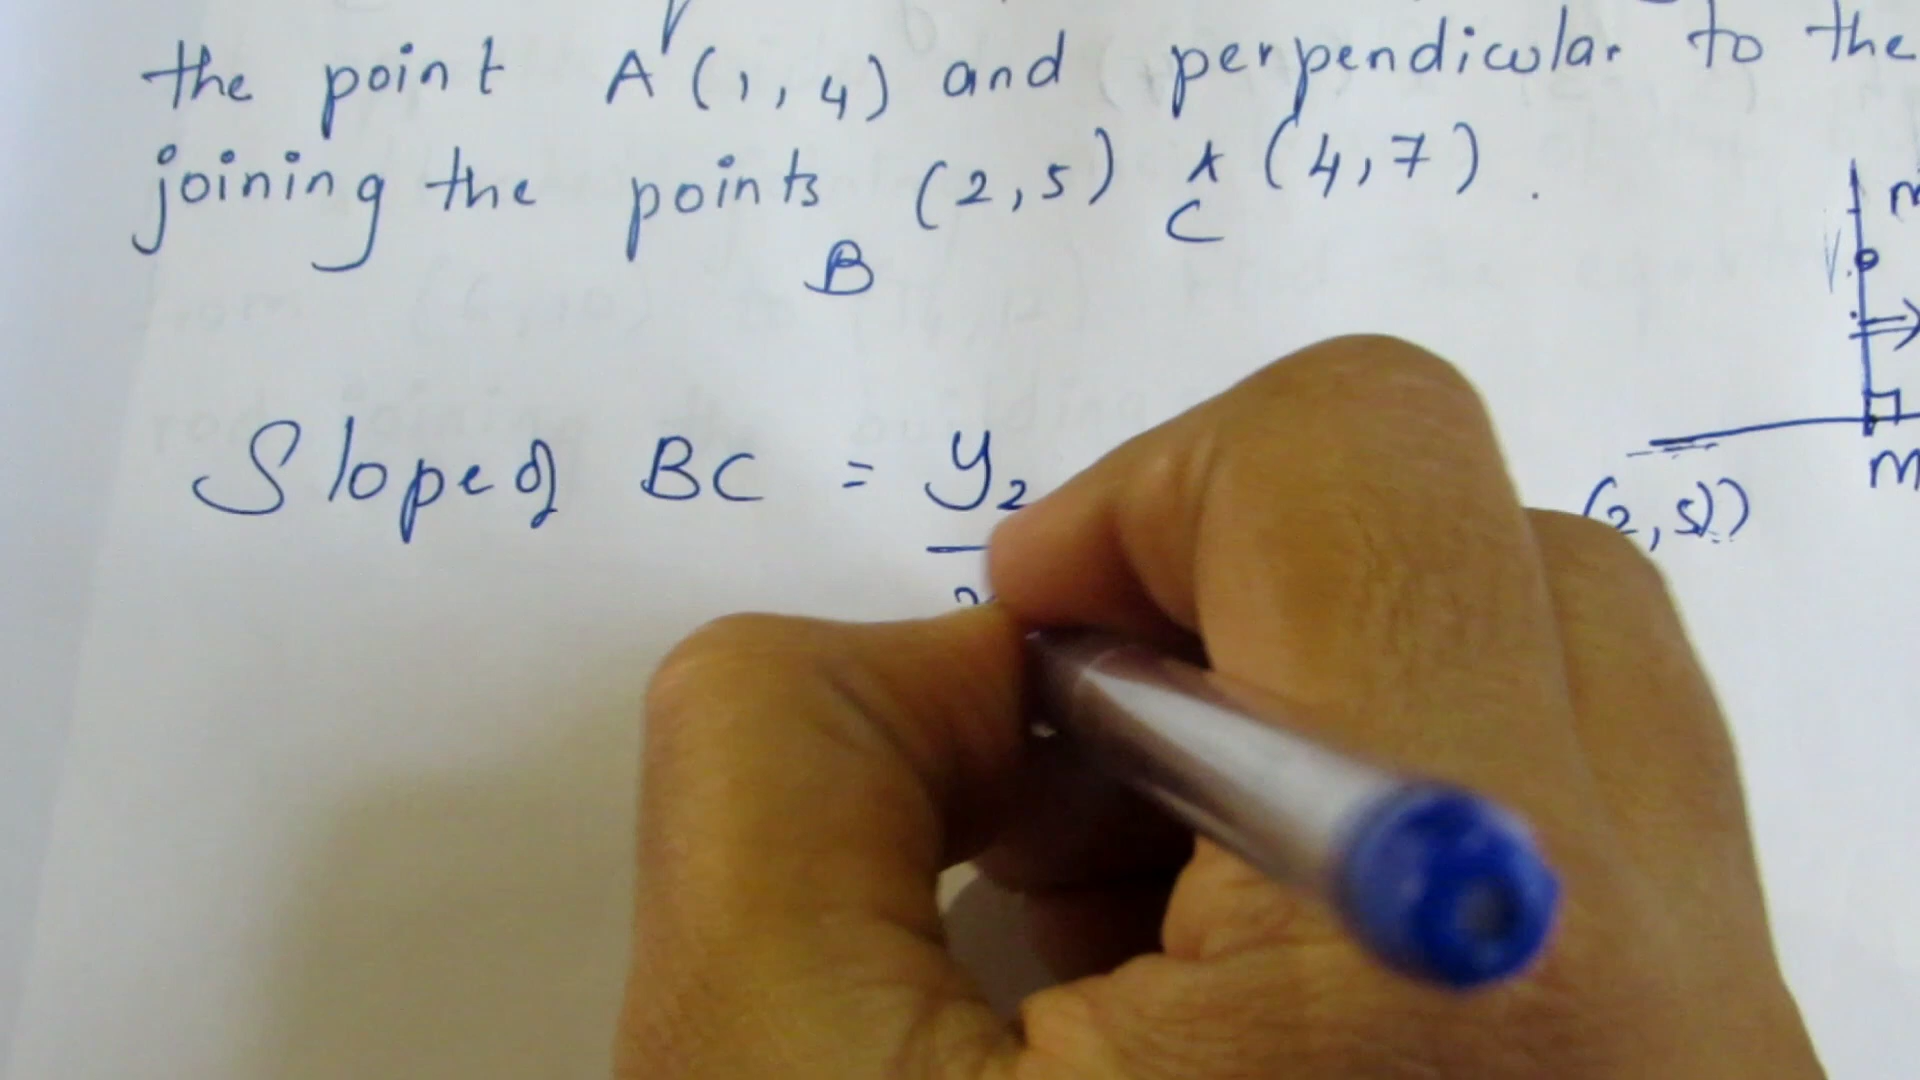 the point A (1, 4) and perpendicular to the
joining the points (2, 5) & (4, 7).
B C
Slope of BC = y2
(2, 5))
m